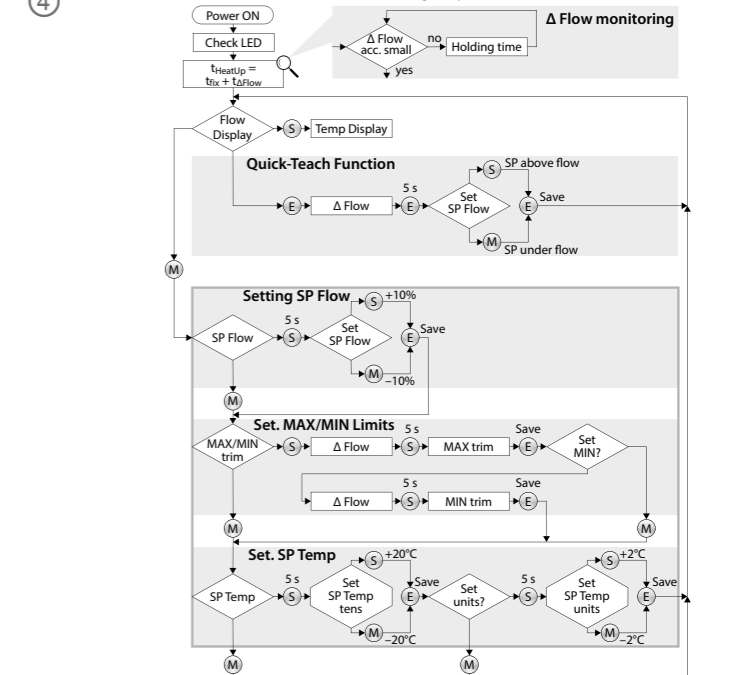 4
Power ON
Check LED
tHeatUp =
tfix + tΔFlow
Δ Flow monitoring
Δ Flow
acc. small
no
Holding time
yes
Flow
Display
S
Temp Display
Quick-Teach Function
E
Δ Flow
5 s
E
Set
SP Flow
S
SP above flow
E
Save
M
SP under flow
M
Setting SP Flow
SP Flow
5 s
S
Set
SP Flow
S
+10%
E
Save
M
–10%
M
Set. MAX/MIN Limits
MAX/MIN
trim
S
Δ Flow
5 s
S
MAX trim
Save
E
Set
MIN?
Δ Flow
5 s
S
MIN trim
Save
E
M
M
Set. SP Temp
SP Temp
5 s
S
Set
SP Temp
tens
S
+20°C
E
Save
M
–20°C
Set
units?
5 s
S
Set
SP Temp
units
S
+2°C
E
Save
M
–2°C
M
M